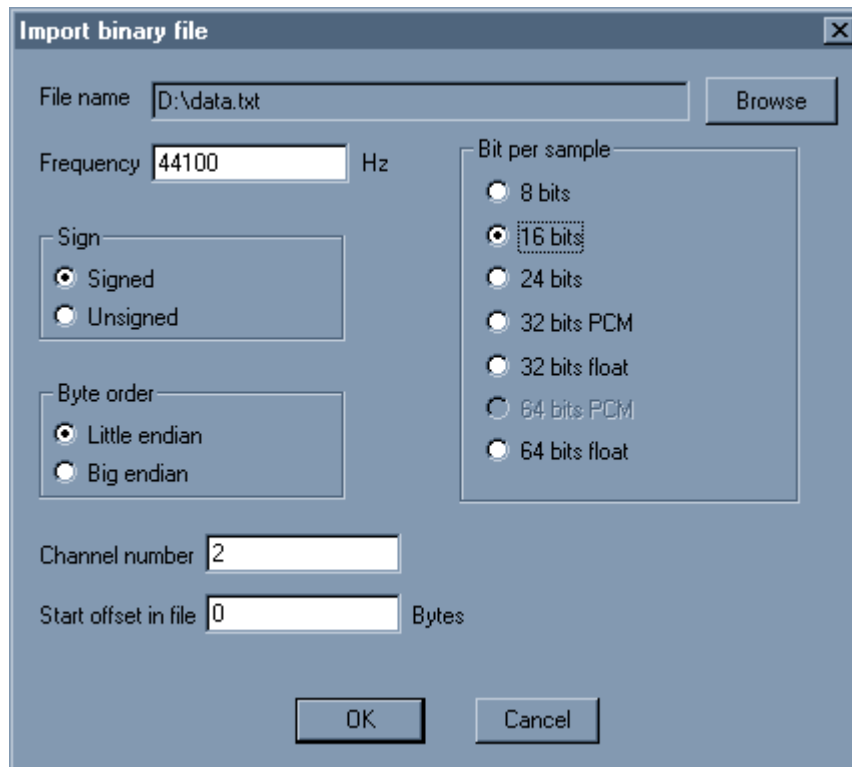 Import binary file
File name D:\data.txt Browse
Frequency 44100 Hz
Bit per sample
8 bits
16 bits
24 bits
32 bits PCM
32 bits float
64 bits PCM
64 bits float
Sign
Signed
Unsigned
Byte order
Little endian
Big endian
Channel number 2
Start offset in file 0 Bytes
OK Cancel